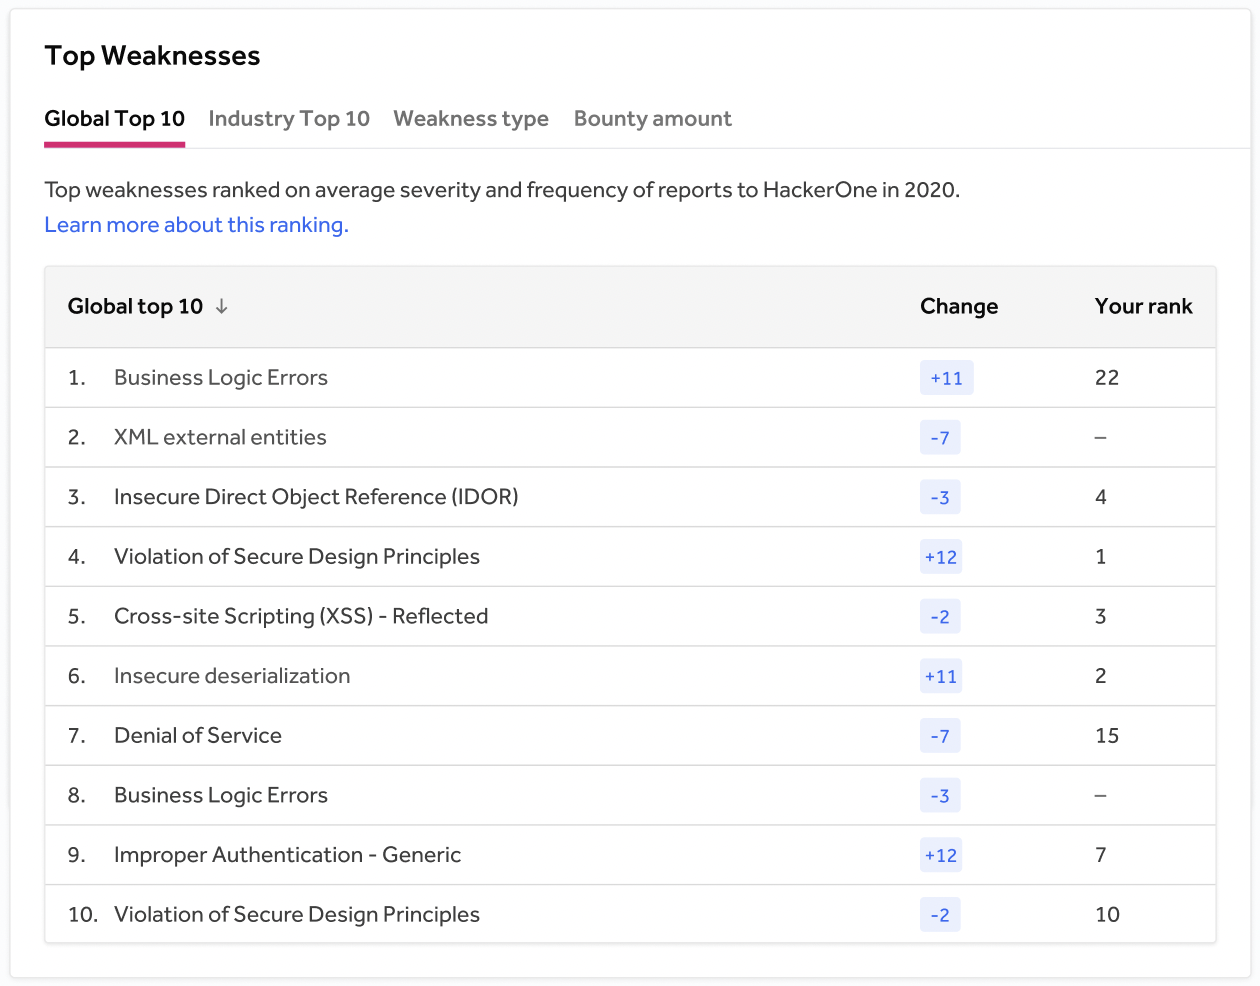 Top Weaknesses
Global Top 10 Industry Top 10 Weakness type Bounty amount
Top weaknesses ranked on average severity and frequency of reports to HackerOne in 2020.
Learn more about this ranking.
Global top 10 ↓ Change Your rank
1. Business Logic Errors +11 22
2. XML external entities -7 –
3. Insecure Direct Object Reference (IDOR) -3 4
4. Violation of Secure Design Principles +12 1
5. Cross-site Scripting (XSS) - Reflected -2 3
6. Insecure deserialization +11 2
7. Denial of Service -7 15
8. Business Logic Errors -3 –
9. Improper Authentication - Generic +12 7
10. Violation of Secure Design Principles -2 10